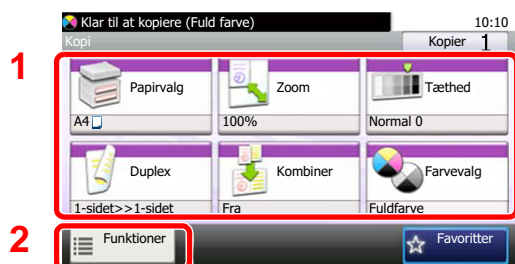 Klar til at kopiere (Fuld farve) 10:10
Kopi Kopier 1
1
Papirvalg Zoom Tæthed
A4 100% Normal 0
Duplex Kombiner Farvevalg
1-sidet>>1-sidet Fra Fuldfarve
2
Funktioner Favoritter